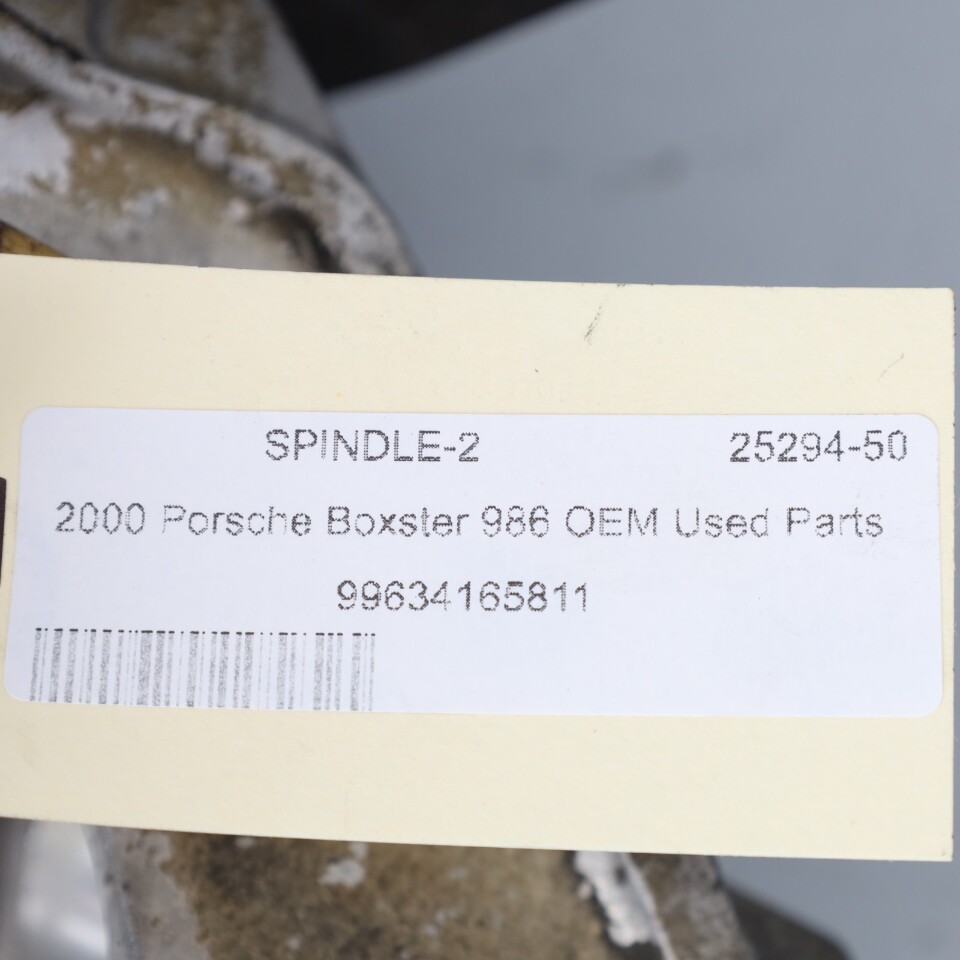 SPINDLE-2 25294-50
2000 Porsche Boxster 986 OEM Used Parts
99634165811